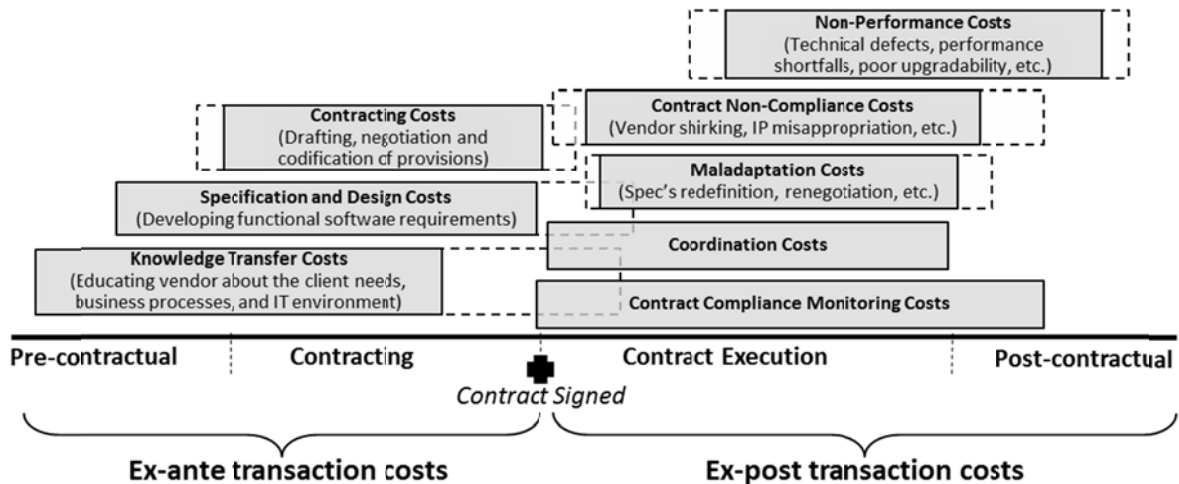 Non-Performance Costs
(Technical defects, performance
shortfalls, poor upgradability, etc.)
Contracting Costs
(Drafting, negotiation and
codification of provisions)
Contract Non-Compliance Costs
(Vendor shirking, IP misappropriation, etc.)
Maladaptation Costs
(Spec's redefinition, renegotiation, etc.)
Specification and Design Costs
(Developing functional software requirements)
Coordination Costs
Knowledge Transfer Costs
(Educating vendor about the client needs,
business processes, and IT environment)
Contract Compliance Monitoring Costs
Pre-contractual
Contracting
Contract Execution
Post-contractual
Contract Signed
Ex-ante transaction costs
Ex-post transaction costs